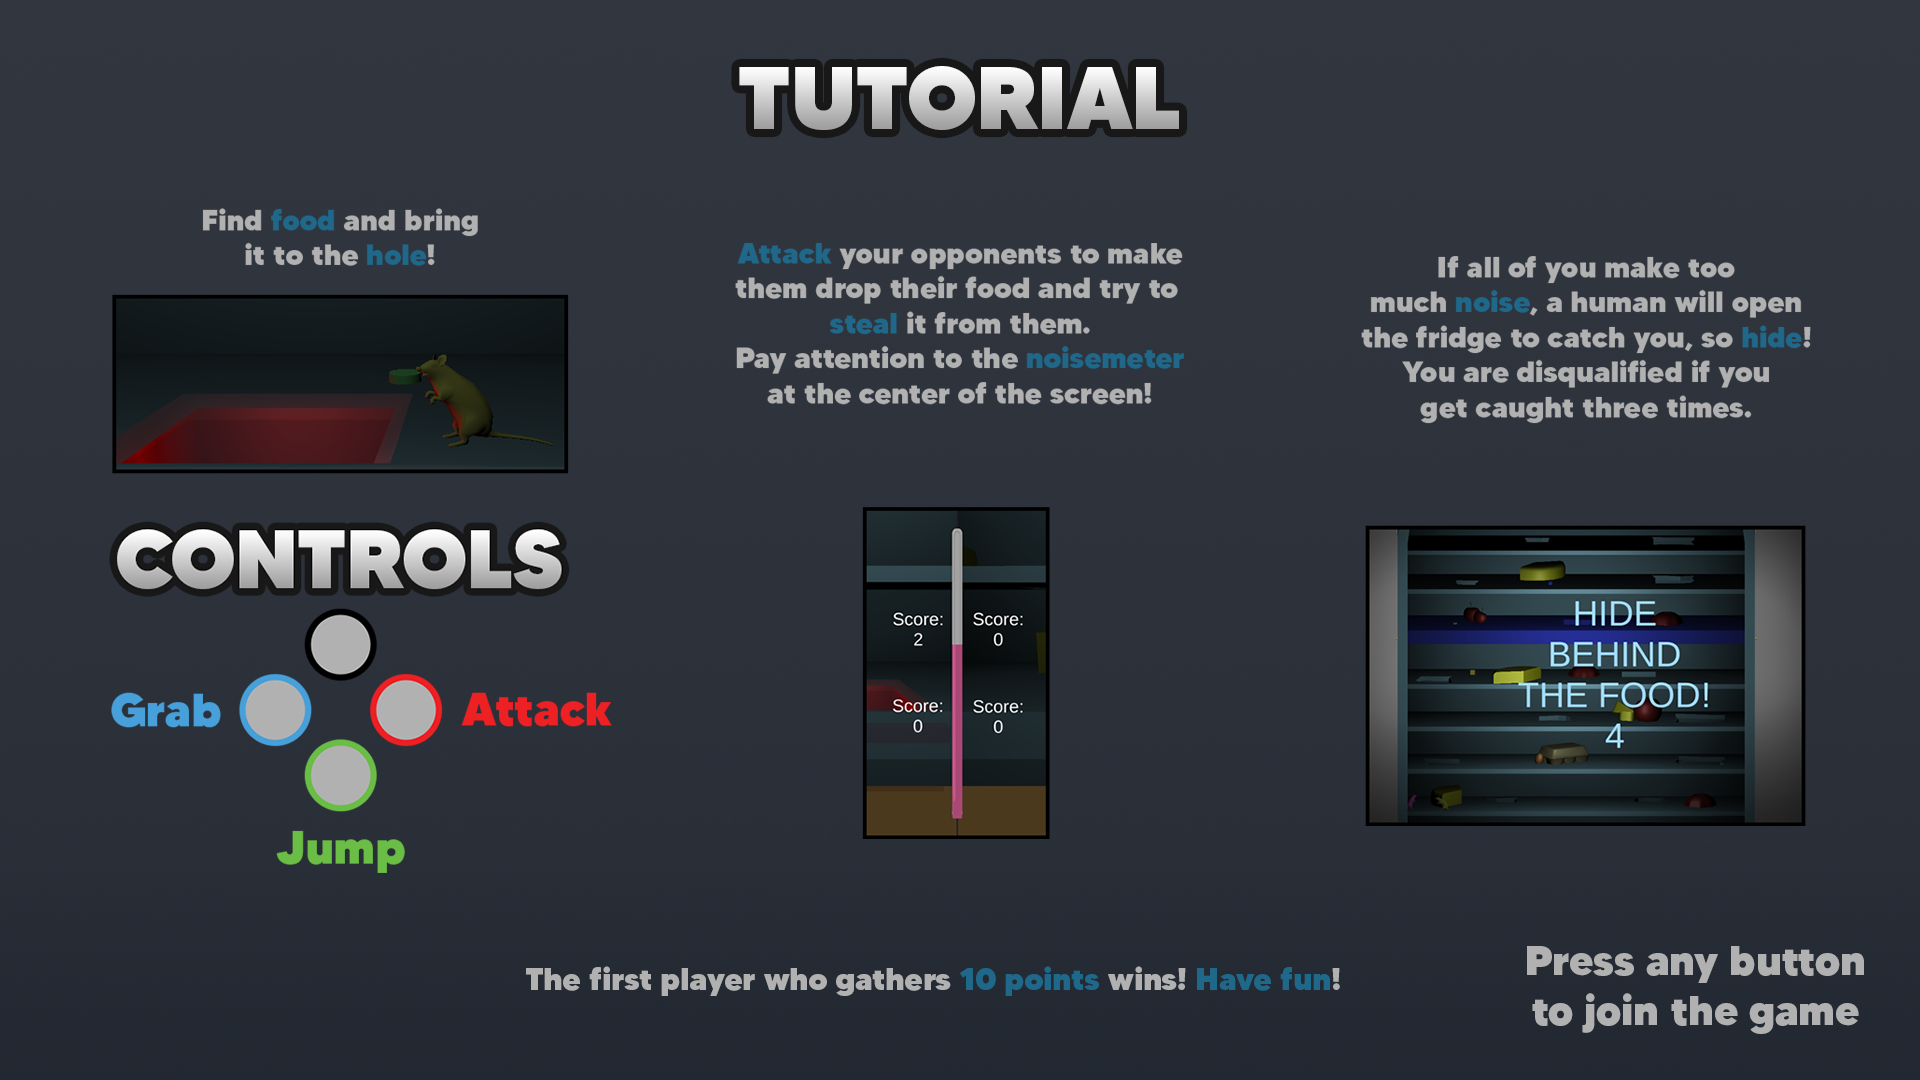 TUTORIAL
Find food and bring
it to the hole!
CONTROLS
Grab
Attack
Jump
Attack your opponents to make
them drop their food and try to
steal it from them.
Pay attention to the noisemeter
at the center of the screen!
Score:
2
Score:
0
Score:
0
Score:
0
If all of you make too
much noise, a human will open
the fridge to catch you, so hide!
You are disqualified if you
get caught three times.
HIDE
BEHIND
THE FOOD!
4
The first player who gathers 10 points wins! Have fun!
Press any button
to join the game